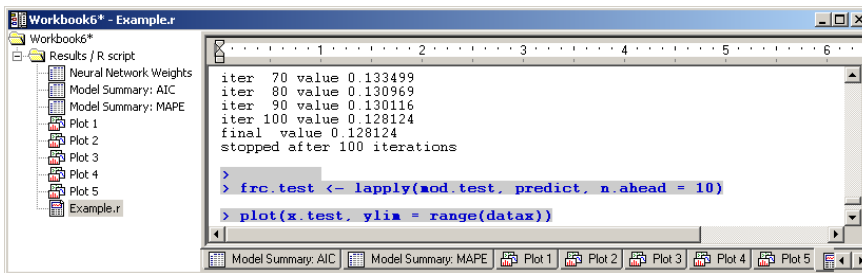 Workbook6* - Example.r
Workbook6*
Results / R script
Neural Network Weights
Model Summary: AIC
Model Summary: MAPE
Plot 1
Plot 2
Plot 3
Plot 4
Plot 5
Example.r
1 2 3 4 5 6
iter  70 value 0.133499
iter  80 value 0.130969
iter  90 value 0.130116
iter 100 value 0.128124
final  value 0.128124
stopped after 100 iterations
>
> frc.test <- lapply(mod.test, predict, n.ahead = 10)
> plot(x.test, ylim = range(datax))
Model Summary: AIC Model Summary: MAPE Plot 1 Plot 2 Plot 3 Plot 4 Plot 5